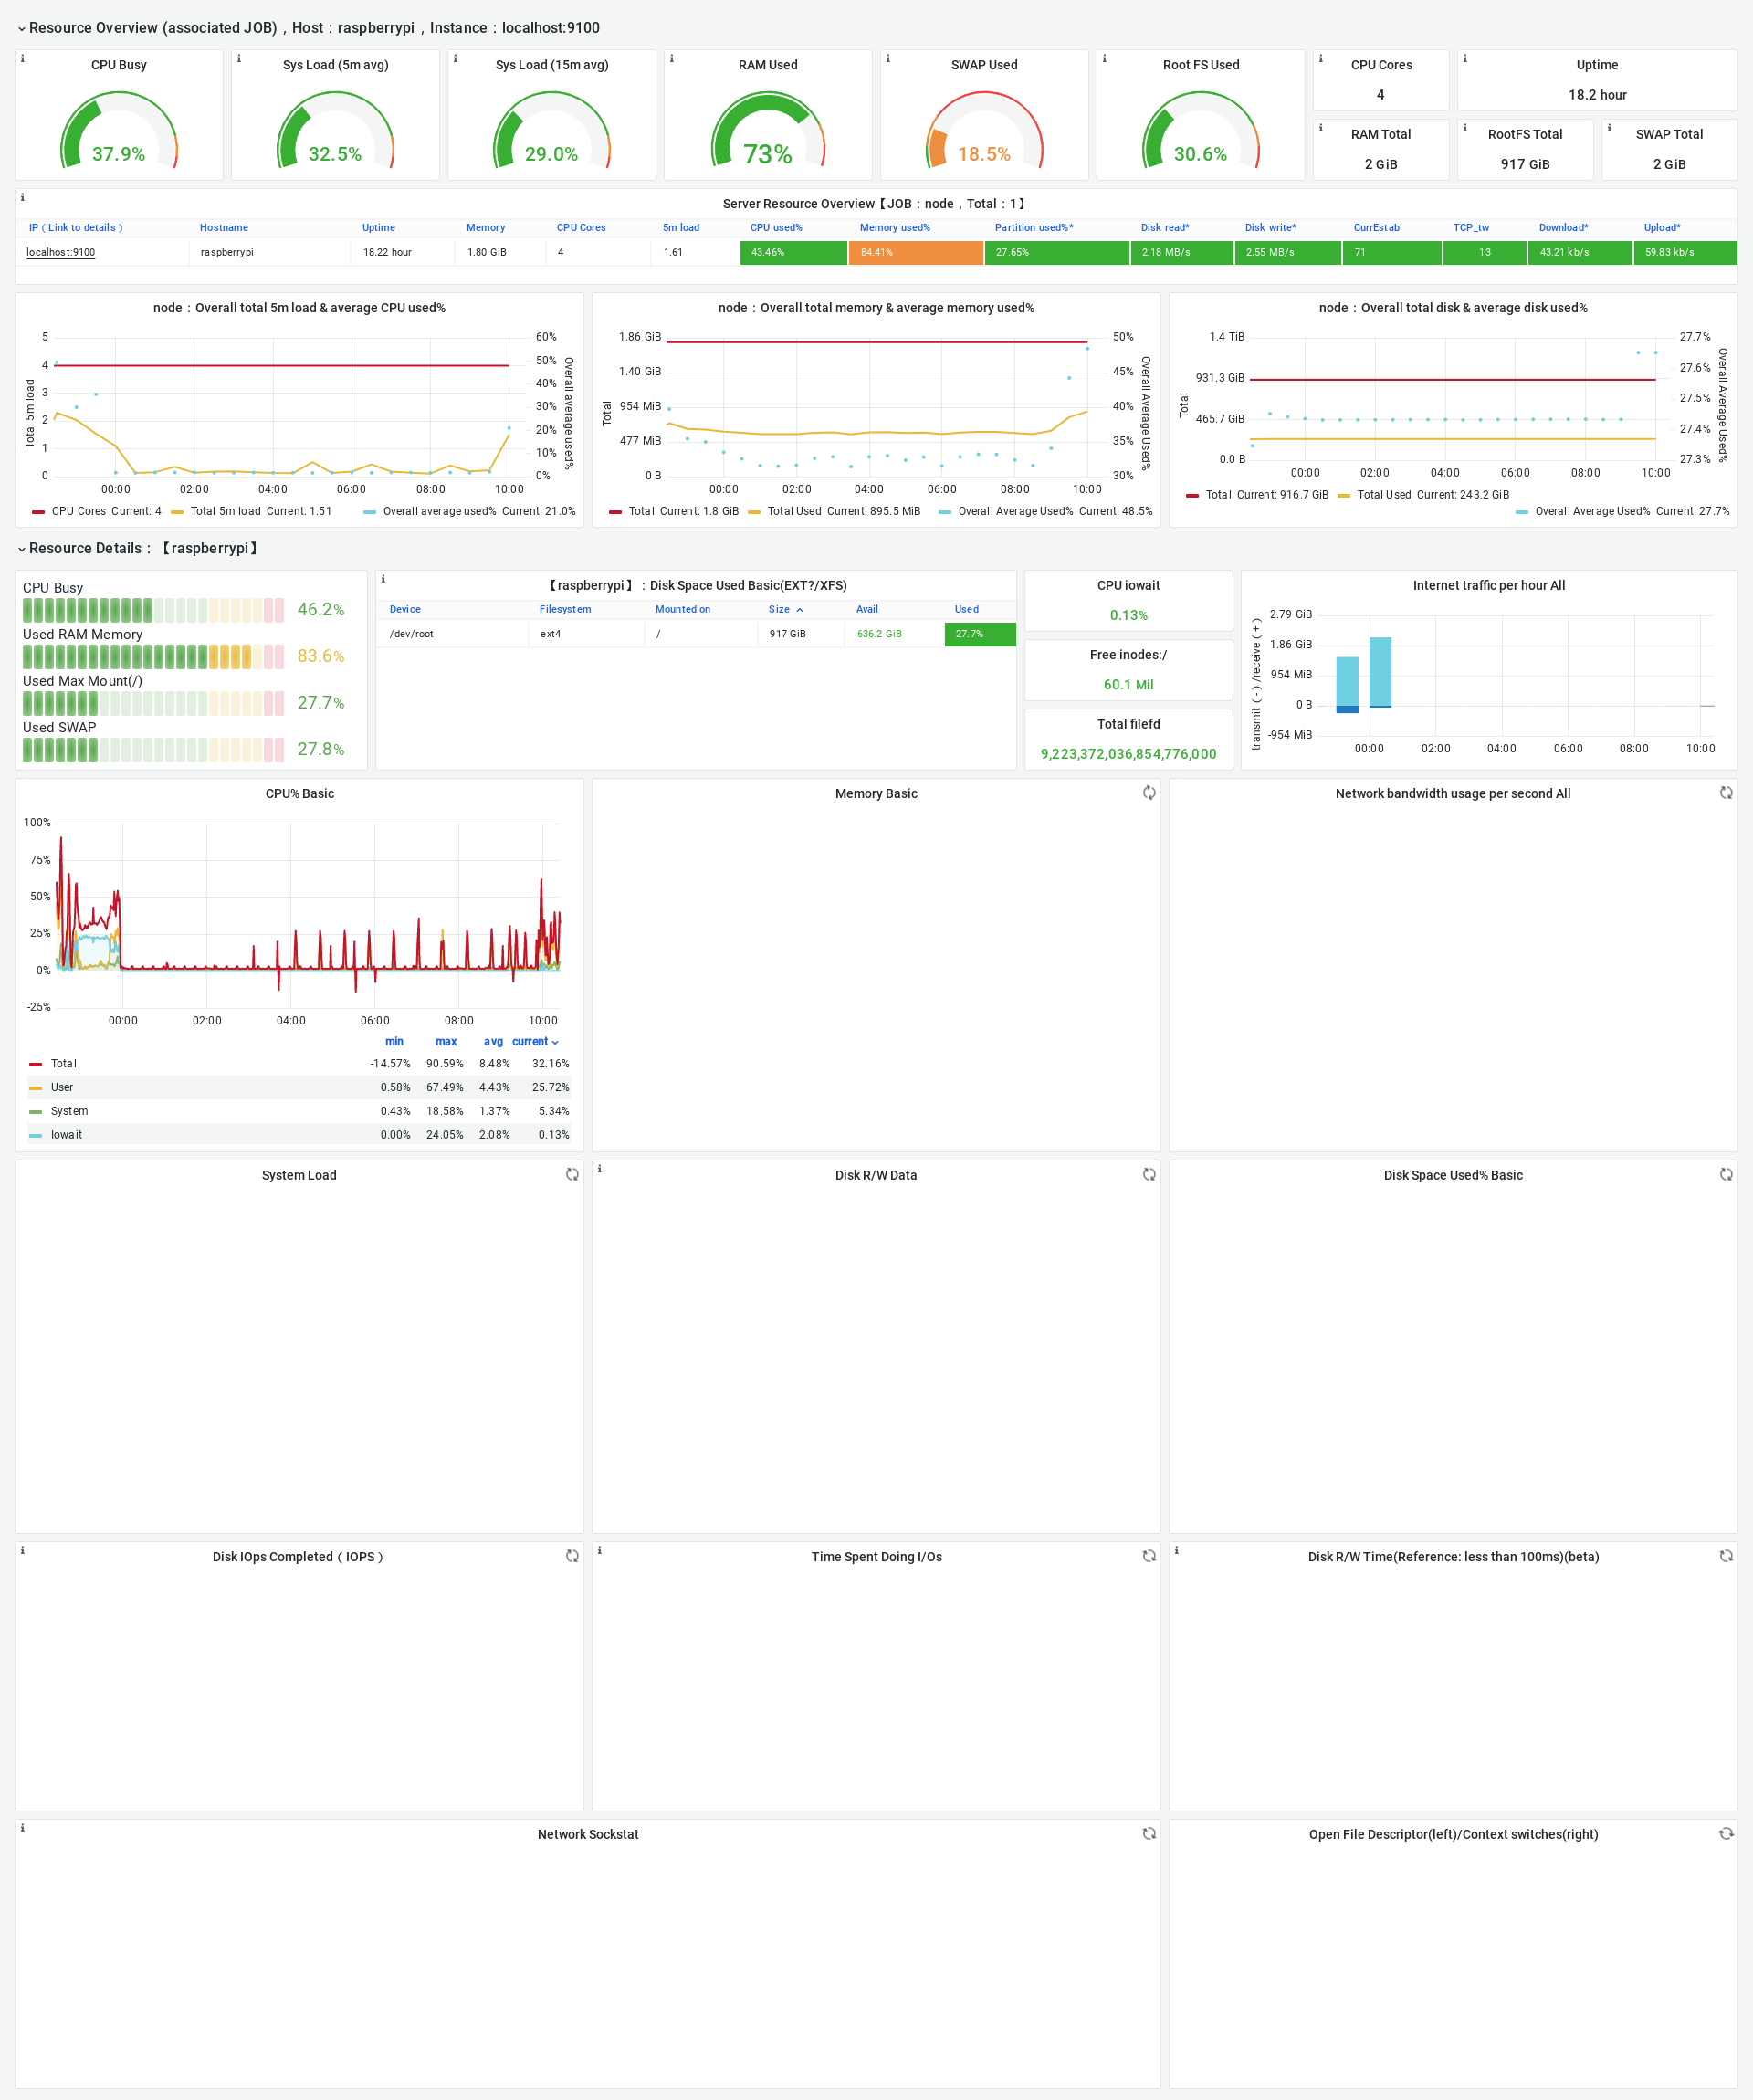 Resource Overview (associated JOB)，Host：raspberrypi，Instance：localhost:9100
CPU Busy
37.9%
Sys Load (5m avg)
32.5%
Sys Load (15m avg)
29.0%
RAM Used
73%
SWAP Used
18.5%
Root FS Used
30.6%
CPU Cores
4
Uptime
18.2 hour
RAM Total
2 GiB
RootFS Total
917 GiB
SWAP Total
2 GiB
Server Resource Overview【JOB：node，Total：1】
IP（Link to details） Hostname Uptime Memory CPU Cores 5m load CPU used% Memory used% Partition used%* Disk read* Disk write* CurrEstab TCP_tw Download* Upload*
localhost:9100 raspberrypi 18.22 hour 1.80 GiB 4 1.61 43.46% 84.41% 27.65% 2.18 MB/s 2.55 MB/s 71 13 43.21 kb/s 59.83 kb/s
node：Overall total 5m load & average CPU used%
Total 5m load
5
4
3
2
1
0
60%
50%
40%
30%
20%
10%
0%
Overall average used%
00:00 02:00 04:00 06:00 08:00 10:00
CPU Cores Current: 4 Total 5m load Current: 1.51 Overall average used% Current: 21.0%
node：Overall total memory & average memory used%
Total
1.86 GiB
1.40 GiB
954 MiB
477 MiB
0 B
50%
45%
40%
35%
30%
Overall Average Used%
00:00 02:00 04:00 06:00 08:00 10:00
Total Current: 1.8 GiB Total Used Current: 895.5 MiB Overall Average Used% Current: 48.5%
node：Overall total disk & average disk used%
Total
1.4 TiB
931.3 GiB
465.7 GiB
0.0 B
27.7%
27.6%
27.5%
27.4%
27.3%
Overall Average Used%
00:00 02:00 04:00 06:00 08:00 10:00
Total Current: 916.7 GiB Total Used Current: 243.2 GiB
Overall Average Used% Current: 27.7%
Resource Details：【raspberrypi】
CPU Busy
46.2%
Used RAM Memory
83.6%
Used Max Mount(/)
27.7%
Used SWAP
27.8%
【raspberrypi】：Disk Space Used Basic(EXT?/XFS)
Device Filesystem Mounted on Size Avail Used
/dev/root ext4 / 917 GiB 636.2 GiB 27.7%
CPU iowait
0.13%
Free inodes:/
60.1 Mil
Total filefd
9,223,372,036,854,776,000
Internet traffic per hour All
transmit（-）/receive（+）
2.79 GiB
1.86 GiB
954 MiB
0 B
-954 MiB
00:00 02:00 04:00 06:00 08:00 10:00
CPU% Basic
100%
75%
50%
25%
0%
-25%
00:00 02:00 04:00 06:00 08:00 10:00
min max avg current
Total -14.57% 90.59% 8.48% 32.16%
User 0.58% 67.49% 4.43% 25.72%
System 0.43% 18.58% 1.37% 5.34%
Iowait 0.00% 24.05% 2.08% 0.13%
Memory Basic
Network bandwidth usage per second All
System Load
Disk R/W Data
Disk Space Used% Basic
Disk IOps Completed（IOPS）
Time Spent Doing I/Os
Disk R/W Time(Reference: less than 100ms)(beta)
Network Sockstat
Open File Descriptor(left)/Context switches(right)